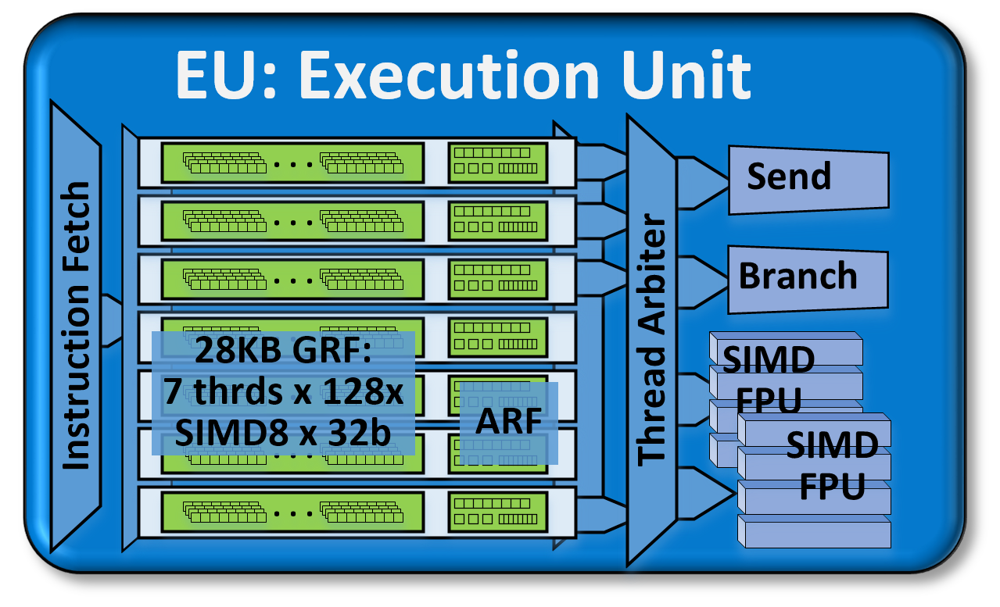 EU: Execution Unit
Instruction Fetch
28KB GRF:
7 thrds x 128x
SIMD8 x 32b
ARF
Thread Arbiter
Send
Branch
SIMD
FPU
SIMD
FPU